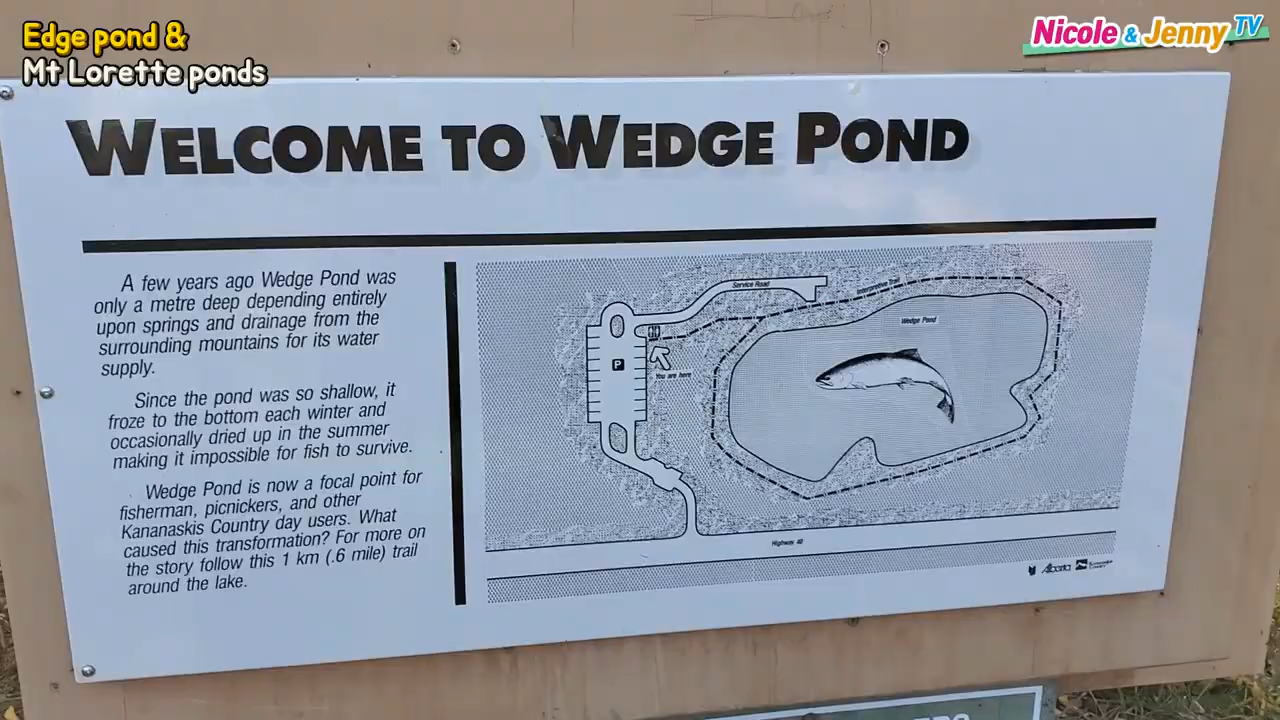 Edge pond &
Mt Lorette ponds
Nicole & Jenny TV
WELCOME TO WEDGE POND
A few years ago Wedge Pond was
only a metre deep depending entirely
upon springs and drainage from the
surrounding mountains for its water
supply.
Since the pond was so shallow, it
froze to the bottom each winter and
occasionally dried up in the summer
making it impossible for fish to survive.
Wedge Pond is now a focal point for
fisherman, picnickers, and other
Kananaskis Country day users. What
caused this transformation? For more on
the story follow this 1 km (.6 mile) trail
around the lake.
Service Road
Interpretive Trail
Wedge Pond
P
You are here
Highway 40
Alberta